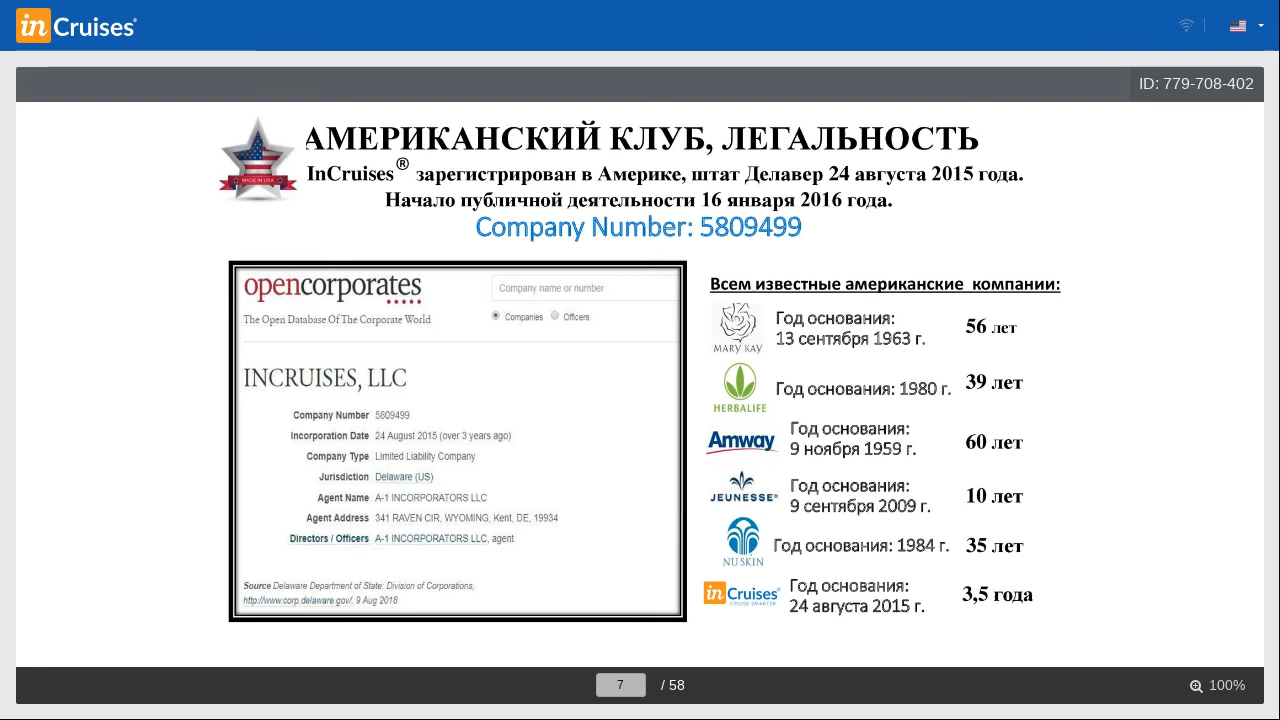 in Cruises®
ID: 779-708-402
АМЕРИКАНСКИЙ КЛУБ, ЛЕГАЛЬНОСТЬ
MADE IN USA
InCruises® зарегистрирован в Америке, штат Делавер 24 августа 2015 года.
Начало публичной деятельности 16 января 2016 года.
Company Number: 5809499
opencorporates
The Open Database Of The Corporate World
Company name or number
Companies Officers
INCRUISES, LLC
Company Number 5809499
Incorporation Date 24 August 2015 (over 3 years ago)
Company Type Limited Liability Company
Jurisdiction Delaware (US)
Agent Name A-1 INCORPORATORS LLC
Agent Address 341 RAVEN CIR, WYOMING, Kent, DE, 19934
Directors / Officers A-1 INCORPORATORS LLC, agent
Source Delaware Department of State: Division of Corporations,
http://www.corp.delaware.gov/, 9 Aug 2018
Всем известные американские компании:
MARY KAY
Год основания:
13 сентября 1963 г.
56 лет
HERBALIFE
Год основания: 1980 г.
39 лет
Amway
Год основания:
9 ноября 1959 г.
60 лет
JEUNESSE®
Год основания:
9 сентября 2009 г.
10 лет
NU SKIN
Год основания: 1984 г.
35 лет
in Cruises®
CRUISE SMARTER
Год основания:
24 августа 2015 г.
3,5 года
7 / 58
100%